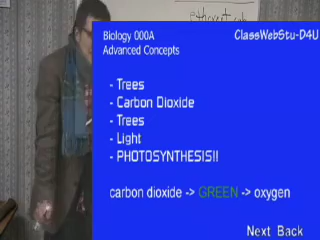 Biology 000A
ClassWebStu-D4U
Advanced Concepts
- Trees
- Carbon Dioxide
- Trees
- Light
- PHOTOSYNTHESIS!!
carbon dioxide -> GREEN -> oxygen
Next Back